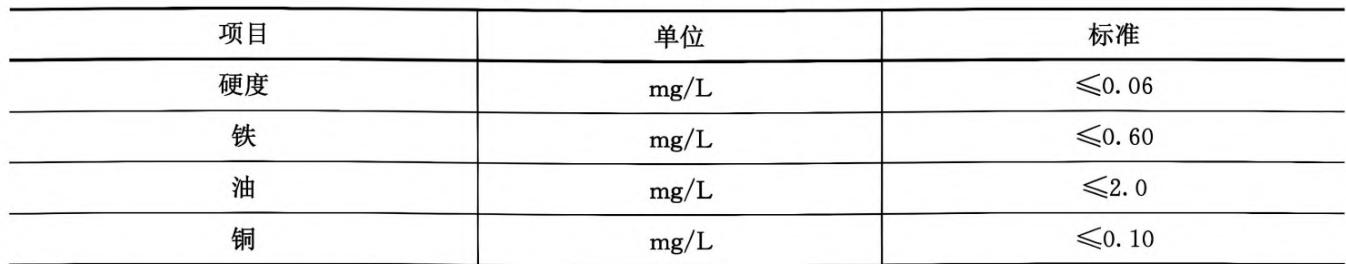 项目 单位 标准
硬度 mg/L ≤0.06
铁 mg/L ≤0.60
油 mg/L ≤2.0
铜 mg/L ≤0.10